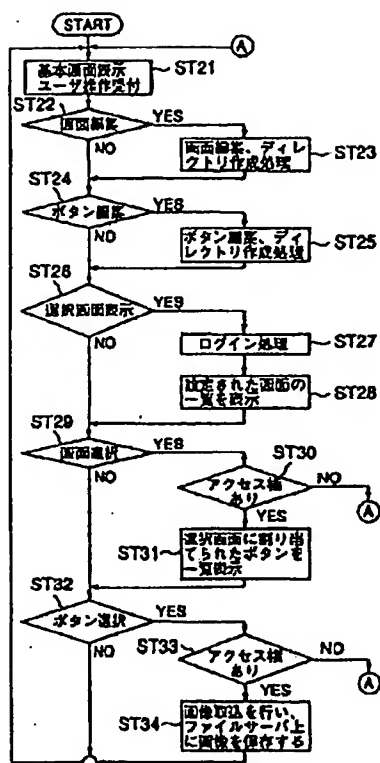 START
A
基本画面表示
ユーザ操作受付
ST21
ST22
画面編集
YES
NO
画面編集、ディレ
クトリ作成処理
ST23
ST24
ボタン編集
YES
NO
ボタン編集、ディ
レクトリ作成処理
ST25
ST26
選択画面表示
YES
NO
ログイン処理
ST27
設定された画面の
一覧を表示
ST28
ST29
画面選択
YES
NO
ST30
アクセス権
あり
NO
A
YES
ST31
選択画面に割り当
てられたボタンを
一覧表示
ST32
ボタン選択
YES
NO
ST33
アクセス権
あり
NO
A
YES
ST34
画像取込を行い、
ファイルサーバ上
に画像を保存する